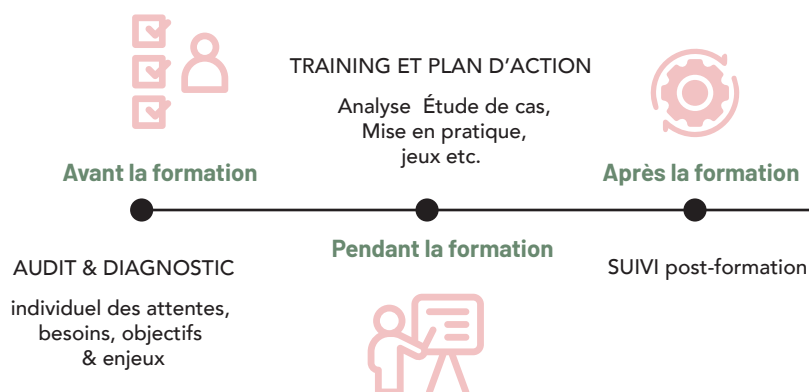 Avant la formation
AUDIT & DIAGNOSTIC
individuel des attentes,
besoins, objectifs
& enjeux
TRAINING ET PLAN D’ACTION
Analyse Étude de cas,
Mise en pratique,
jeux etc.
Pendant la formation
Après la formation
SUIVI post-formation